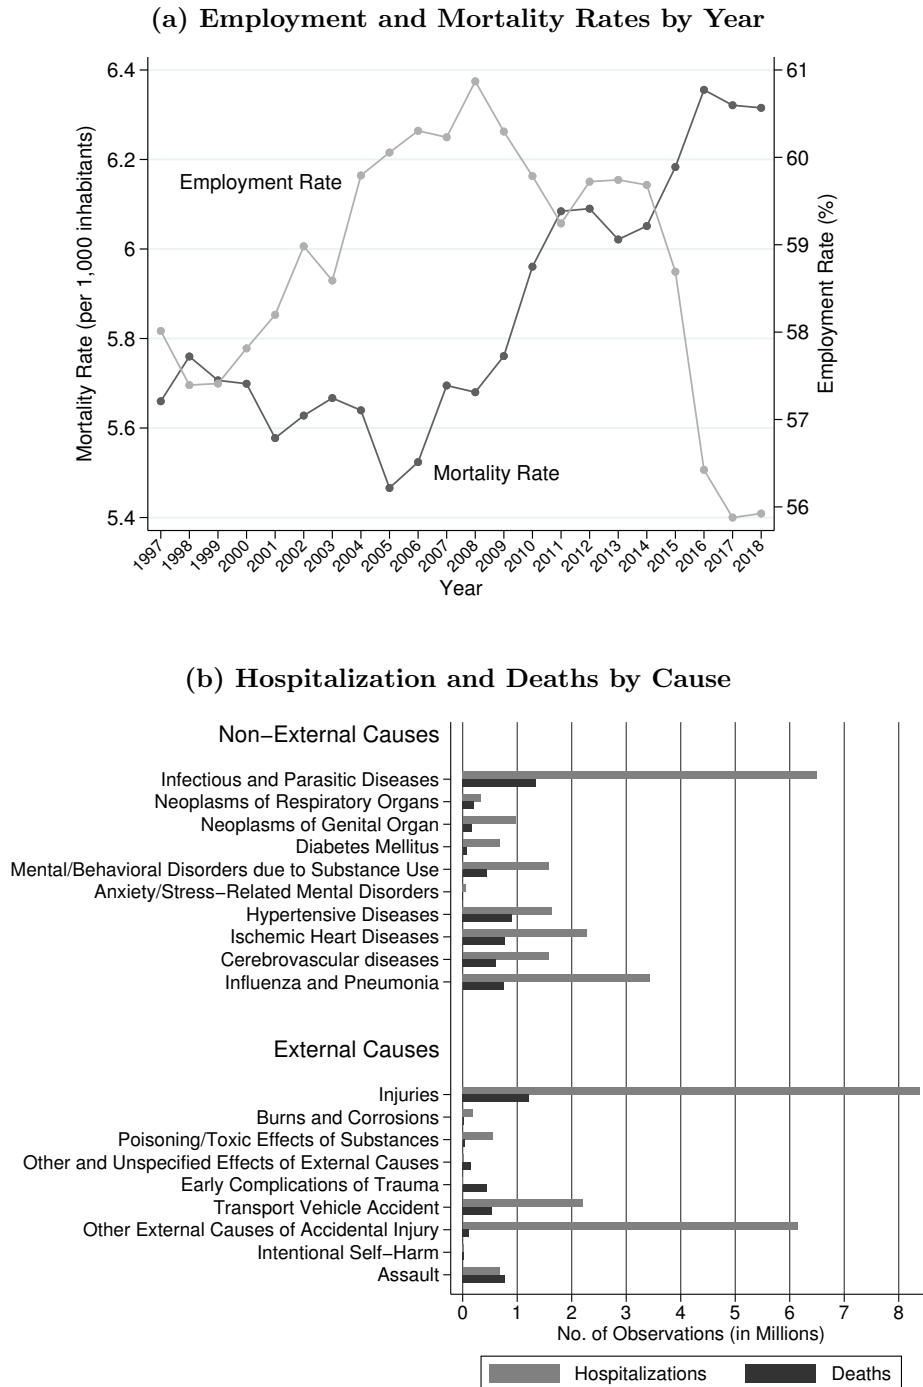 (a) Employment and Mortality Rates by Year
6.4
6.2
6
5.8
5.6
5.4
Mortality Rate (per 1,000 inhabitants)
61
60
59
58
57
56
Employment Rate (%)
Employment Rate
Mortality Rate
1997 1998 1999 2000 2001 2002 2003 2004 2005 2006 2007 2008 2009 2010 2011 2012 2013 2014 2015 2016 2017 2018
Year
(b) Hospitalization and Deaths by Cause
Non−External Causes
Infectious and Parasitic Diseases
Neoplasms of Respiratory Organs
Neoplasms of Genital Organ
Diabetes Mellitus
Mental/Behavioral Disorders due to Substance Use
Anxiety/Stress−Related Mental Disorders
Hypertensive Diseases
Ischemic Heart Diseases
Cerebrovascular diseases
Influenza and Pneumonia
External Causes
Injuries
Burns and Corrosions
Poisoning/Toxic Effects of Substances
Other and Unspecified Effects of External Causes
Early Complications of Trauma
Transport Vehicle Accident
Other External Causes of Accidental Injury
Intentional Self−Harm
Assault
0 1 2 3 4 5 6 7 8
No. of Observations (in Millions)
Hospitalizations Deaths